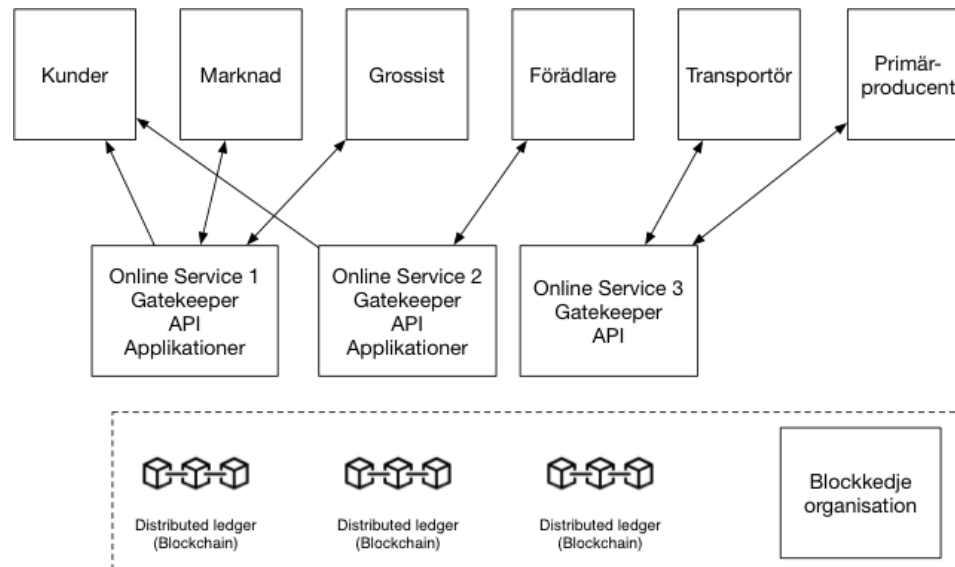 Kunder
Marknad
Grossist
Förädlare
Transportör
Primär-
producent
Online Service 1
Gatekeeper
API
Applikationer
Online Service 2
Gatekeeper
API
Applikationer
Online Service 3
Gatekeeper
API
Distributed ledger
(Blockchain)
Distributed ledger
(Blockchain)
Distributed ledger
(Blockchain)
Blockkedje
organisation